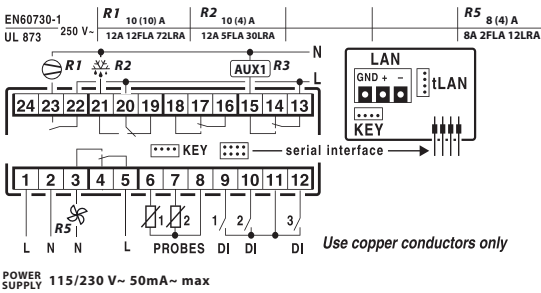 EN60730-1 250 V~ R1 10 (10) A R2 10 (4) A R5 8 (4) A
UL 873 12A 12FLA 72LRA 12A 5FLA 30LRA 8A 2FLA 12LRA
N
R1 R2 AUX1 R3
L
LAN
GND + -
tLAN
KEY
24 23 22 21 20 19 18 17 16 15 14 13
KEY serial interface
1 2 3 4 5 6 7 8 9 10 11 12
R5 1 2 1 2 3
L N N L PROBES DI DI DI
Use copper conductors only
POWER SUPPLY 115/230 V~ 50mA~ max